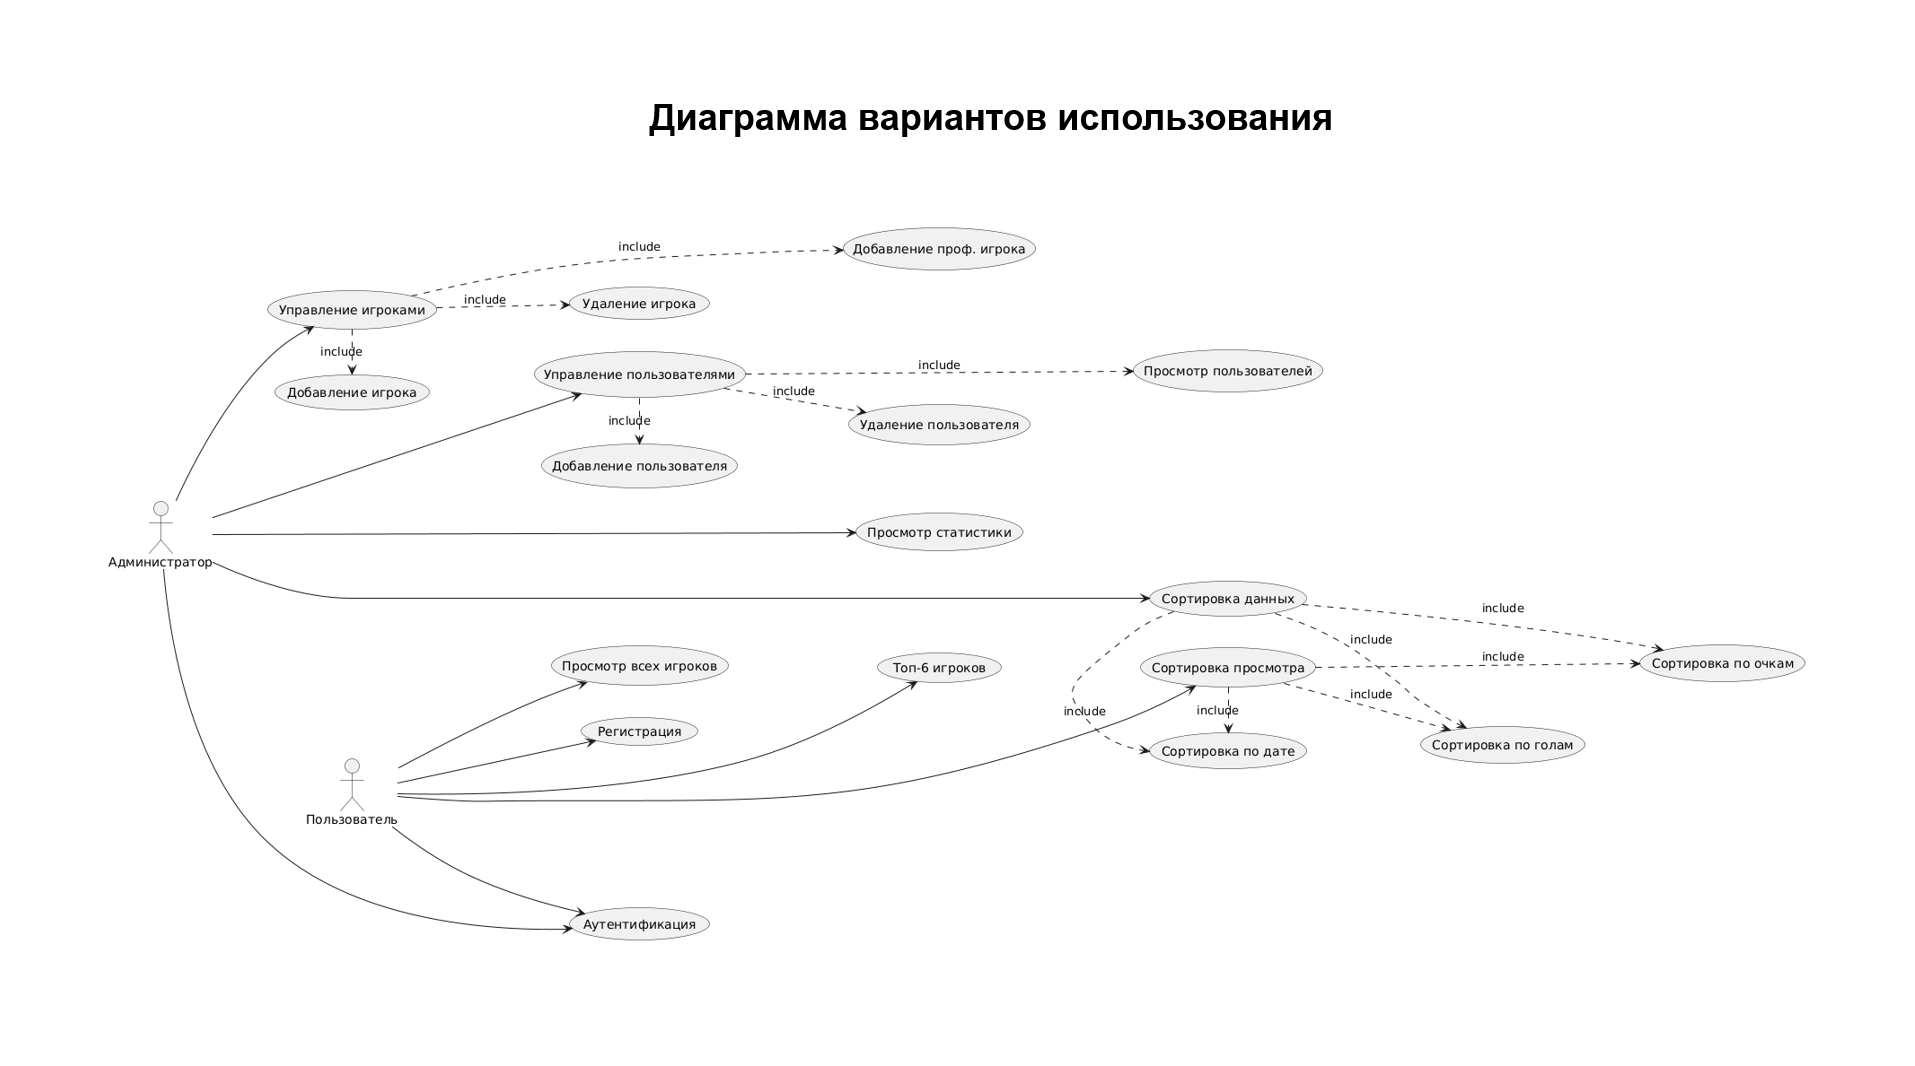 Диаграмма вариантов использования
include
Добавление проф. игрока
Управление игроками
include
Удаление игрока
include
Добавление игрока
Управление пользователями
include
Просмотр пользователей
include
Удаление пользователя
include
Добавление пользователя
Администратор
Просмотр статистики
Сортировка данных
include
include
Просмотр всех игроков
Топ-6 игроков
Сортировка просмотра
include
Сортировка по очкам
include
include
include
Регистрация
Сортировка по дате
Сортировка по голам
Пользователь
Аутентификация